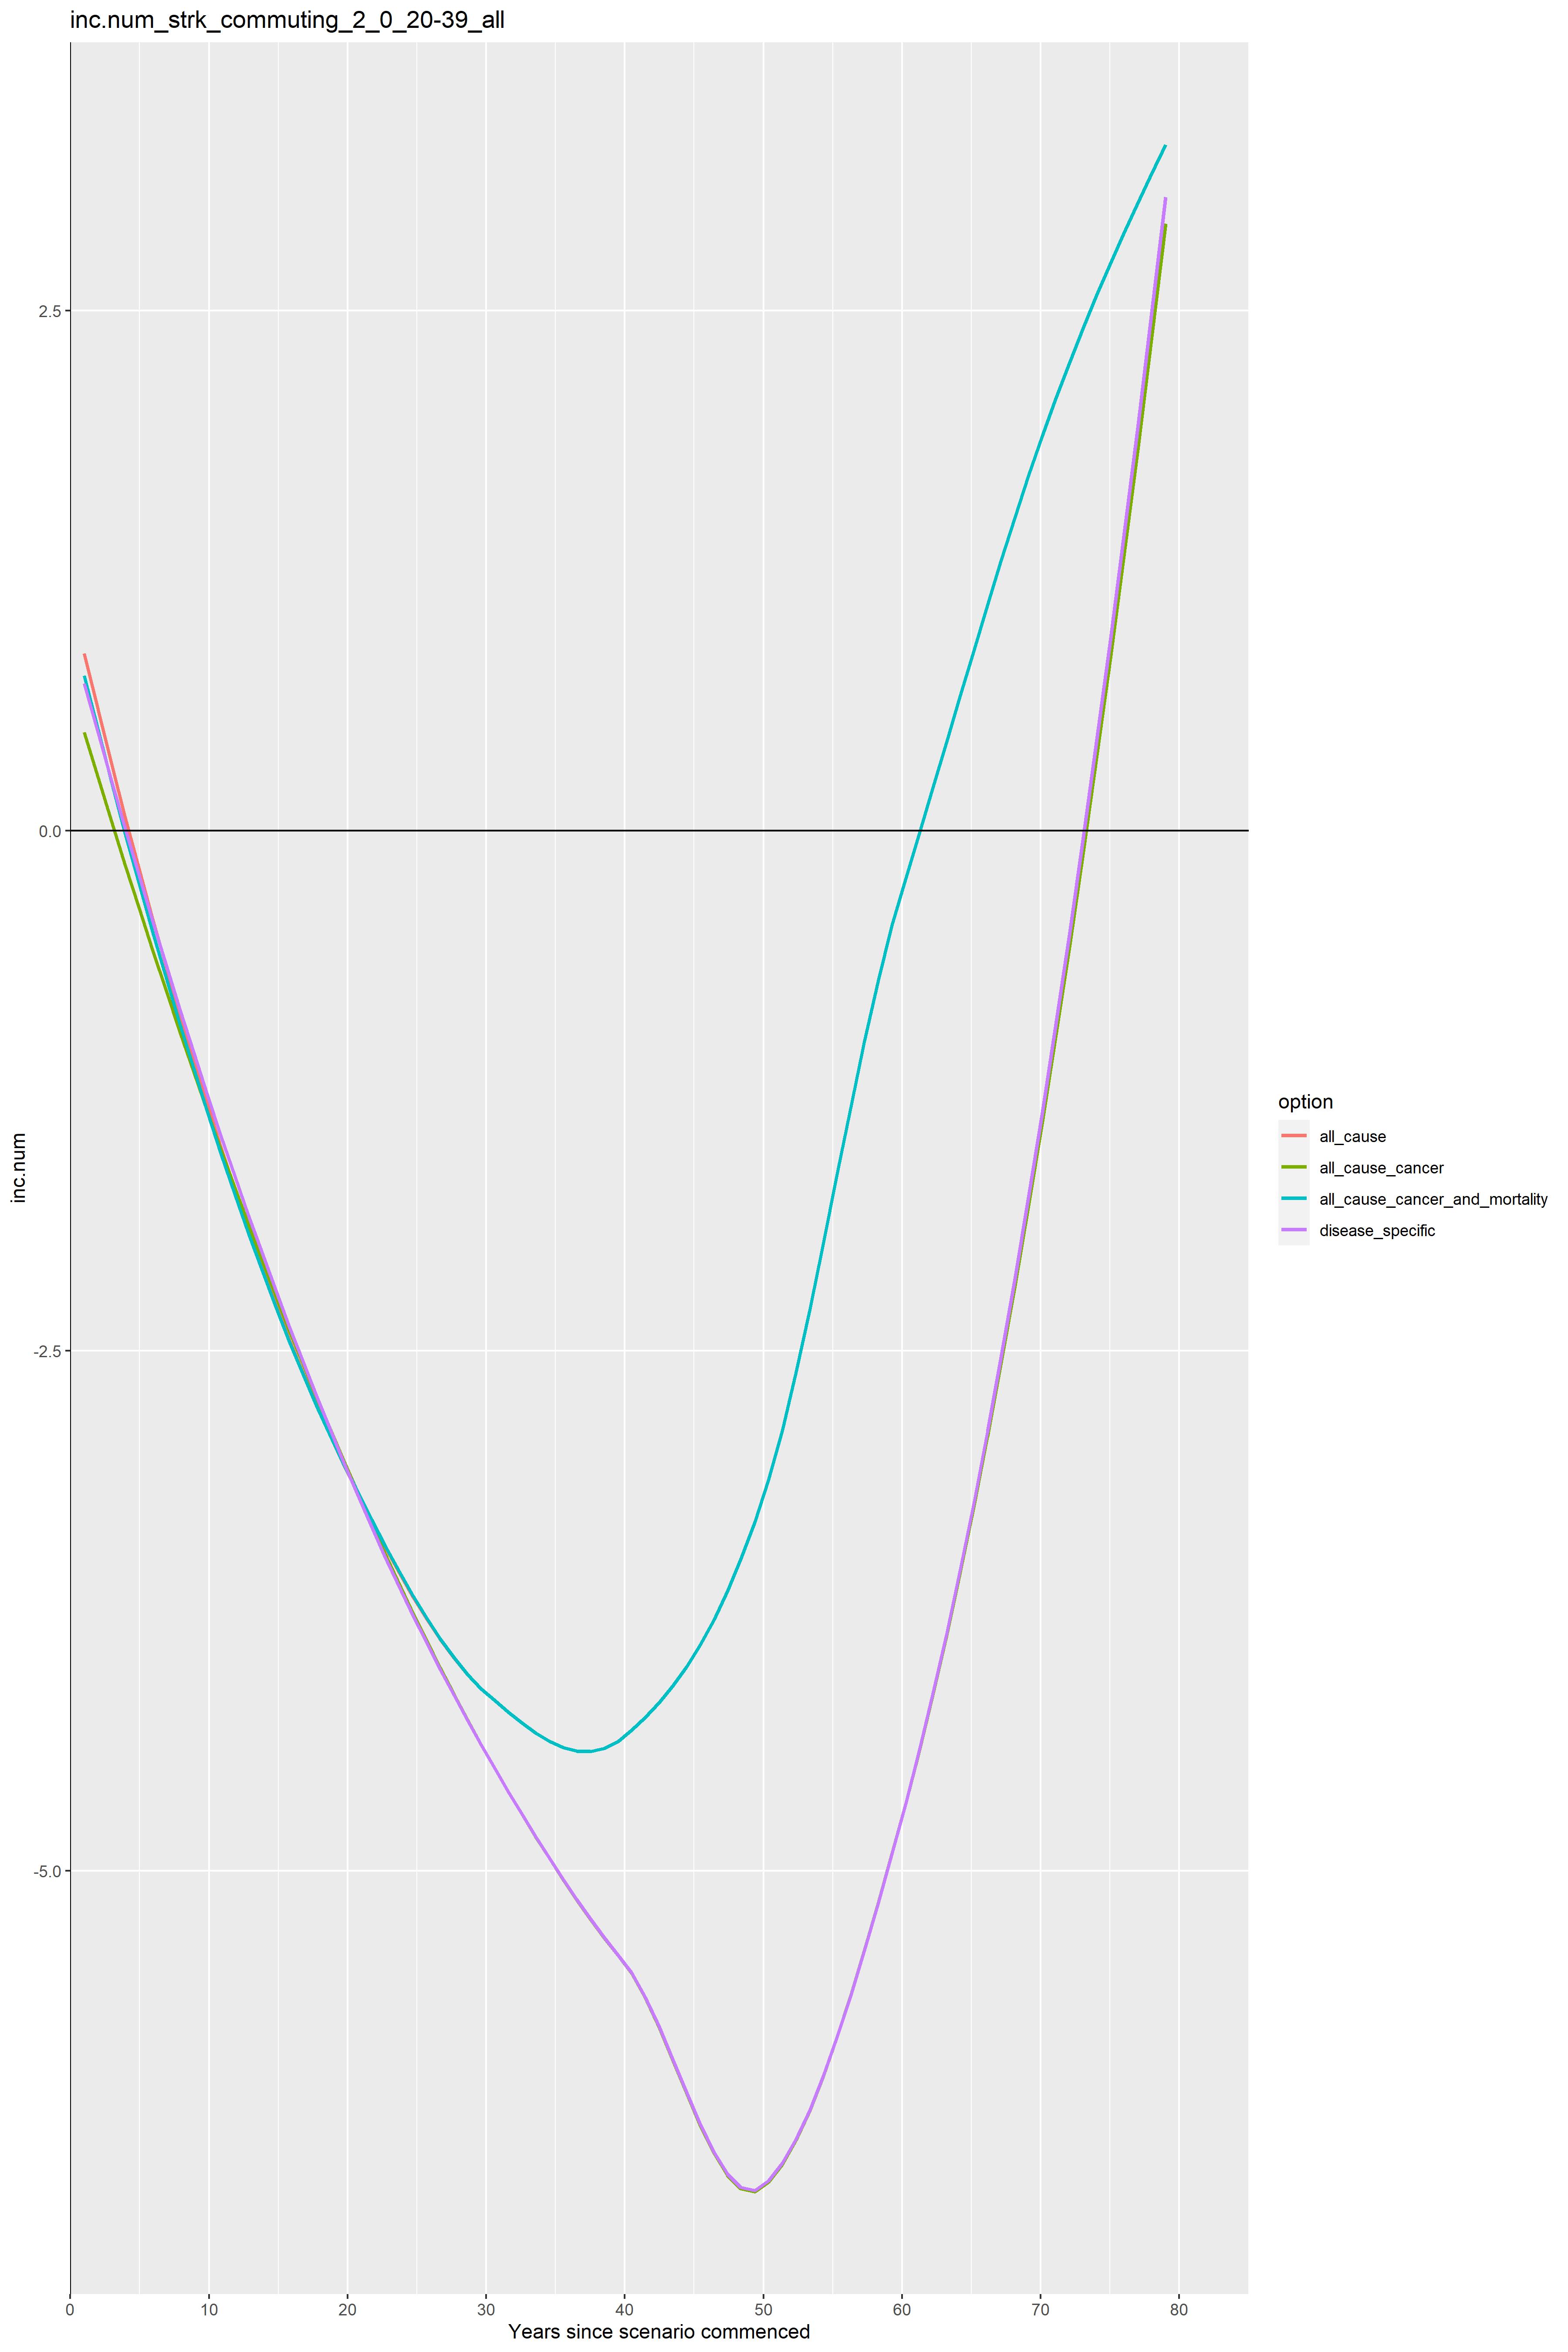 inc.num_strk_commuting_2_0_20-39_all
2.5
0.0
-2.5
-5.0
inc.num
0 10 20 30 40 50 60 70 80
Years since scenario commenced
option
all_cause
all_cause_cancer
all_cause_cancer_and_mortality
disease_specific